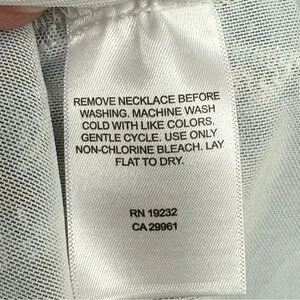 REMOVE NECKLACE BEFORE
WASHING. MACHINE WASH
COLD WITH LIKE COLORS.
GENTLE CYCLE. USE ONLY
NON-CHLORINE BLEACH. LAY
FLAT TO DRY.
RN 19232
CA 29961